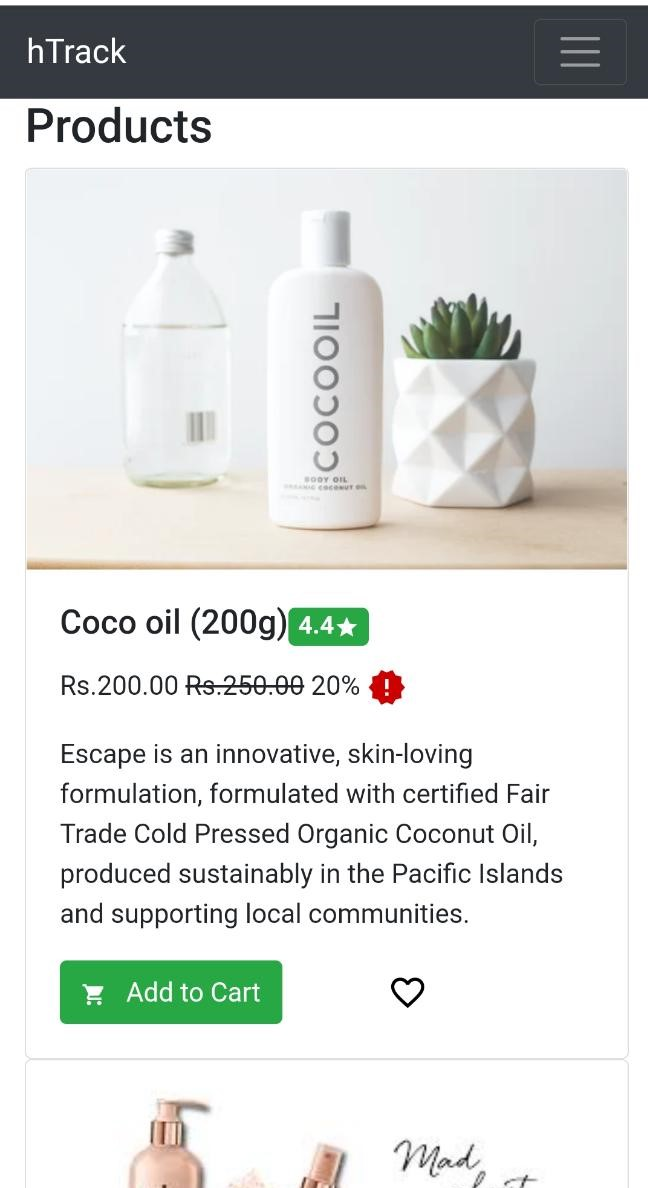 hTrack
Products
COCOOIL
BODY OIL
ORGANIC COCONUT OIL
Coco oil (200g) 4.4★
Rs.200.00 Rs.250.00 20%
Escape is an innovative, skin-loving
formulation, formulated with certified Fair
Trade Cold Pressed Organic Coconut Oil,
produced sustainably in the Pacific Islands
and supporting local communities.
Add to Cart
Mad